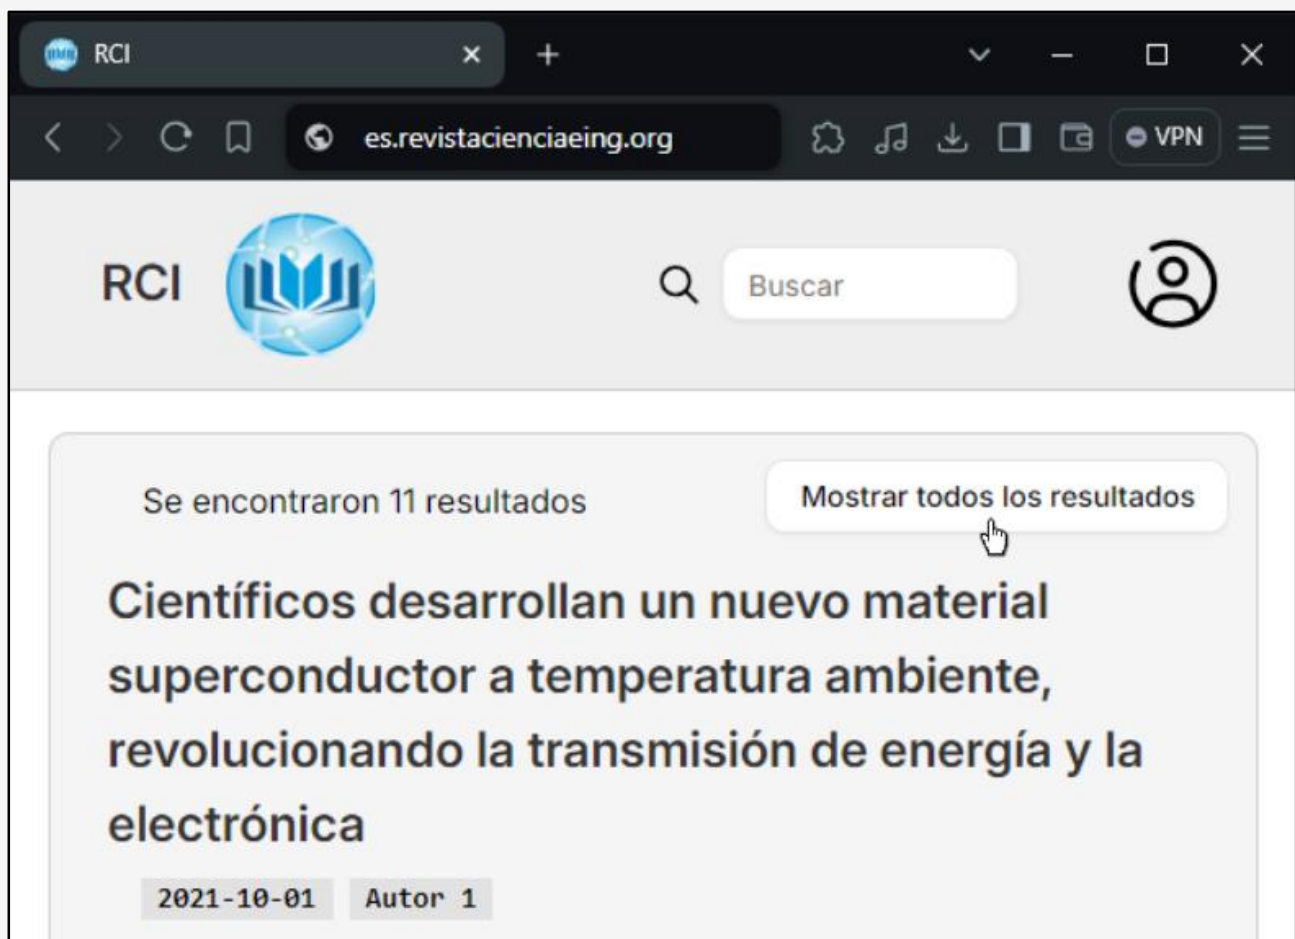 RCI
es.revistacienciaeing.org
VPN
RCI
Buscar
Se encontraron 11 resultados
Mostrar todos los resultados
Científicos desarrollan un nuevo material
superconductor a temperatura ambiente,
revolucionando la transmisión de energía y la
electrónica
2021-10-01 Autor 1